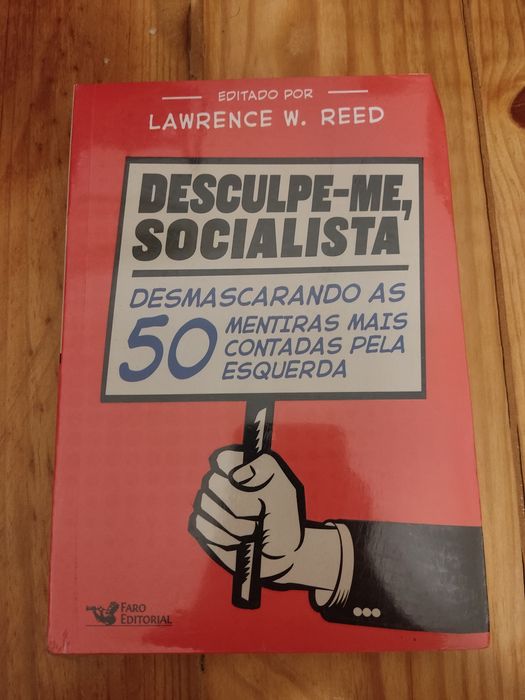 EDITADO POR
LAWRENCE W. REED
DESCULPE-ME,
SOCIALISTA
DESMASCARANDO AS
50 MENTIRAS MAIS
CONTADAS PELA
ESQUERDA
FARO
EDITORIAL